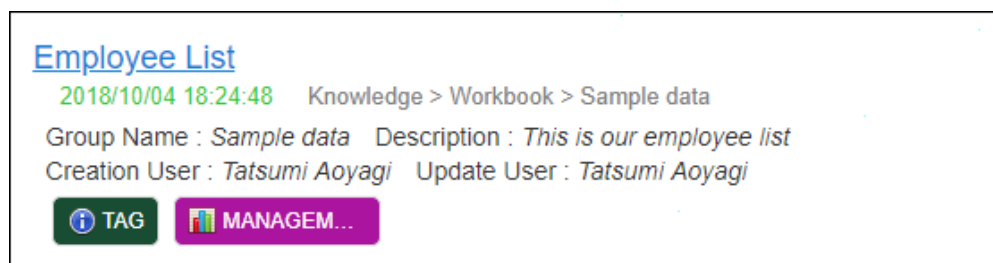 Employee List
2018/10/04 18:24:48 Knowledge > Workbook > Sample data
Group Name : Sample data Description : This is our employee list
Creation User : Tatsumi Aoyagi Update User : Tatsumi Aoyagi
TAG MANAGEM...